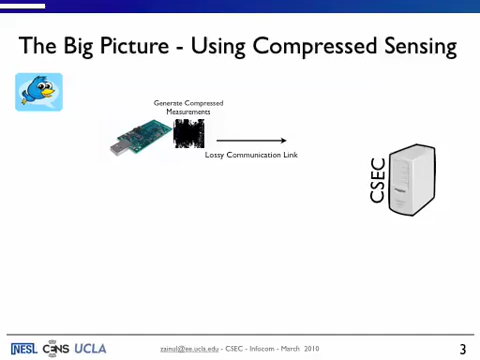 The Big Picture - Using Compressed Sensing
Generate Compressed
Measurements
Lossy Communication Link
CSEC
NESL CENS UCLA
zainul@ee.ucla.edu - CSEC - Infocom - March 2010
3